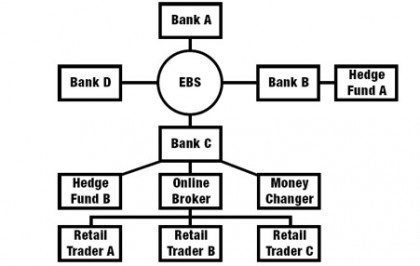 Bank A
Bank D
EBS
Bank B
Hedge
Fund A
Bank C
Hedge
Fund B
Online
Broker
Money
Changer
Retail
Trader A
Retail
Trader B
Retail
Trader C